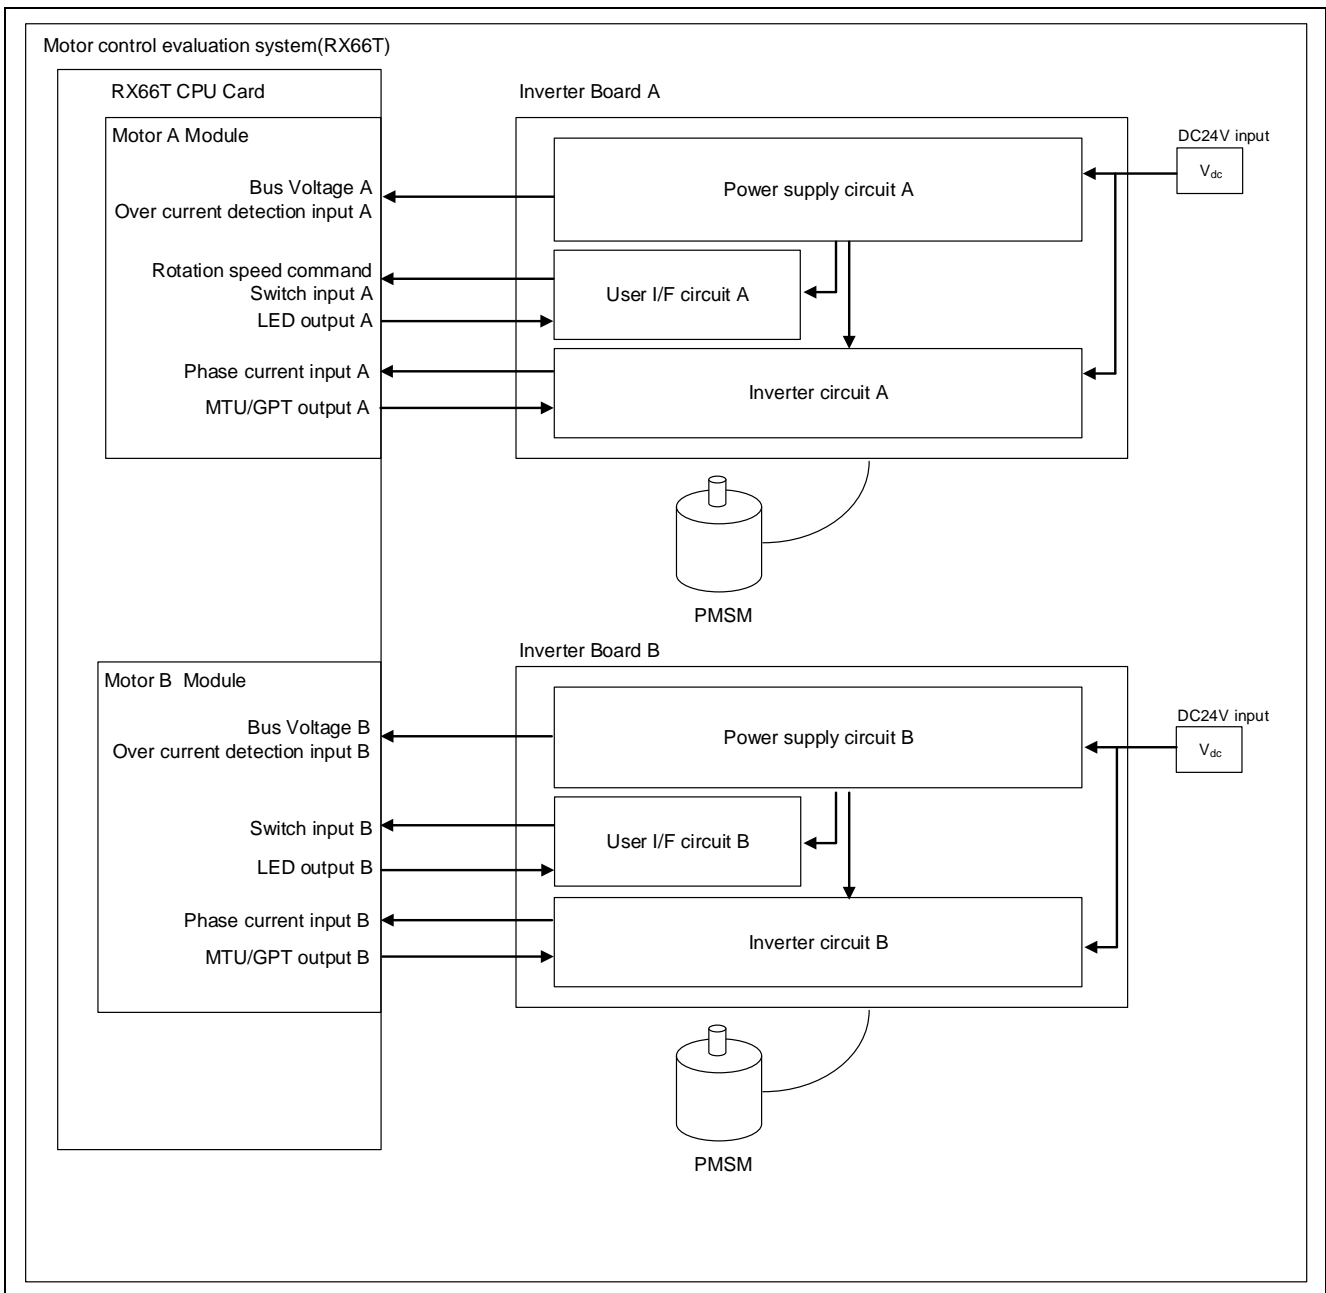 Motor control evaluation system(RX66T)
RX66T CPU Card
Inverter Board A
Motor A Module
DC24V input
Vdc
Bus Voltage A
Over current detection input A
Power supply circuit A
Rotation speed command
Switch input A
LED output A
User I/F circuit A
Phase current input A
MTU/GPT output A
Inverter circuit A
PMSM
Inverter Board B
Motor B  Module
DC24V input
Vdc
Bus Voltage B
Over current detection input B
Power supply circuit B
Switch input B
LED output B
User I/F circuit B
Phase current input B
MTU/GPT output B
Inverter circuit B
PMSM